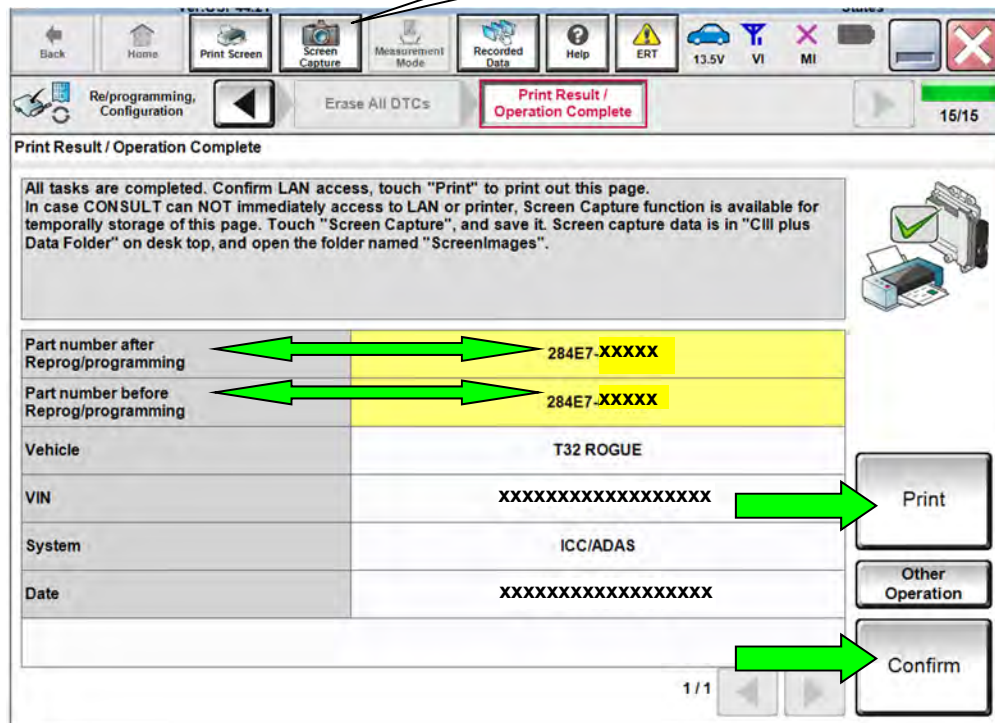 Back
Home
Print Screen
Screen
Capture
Measurement
Mode
Recorded
Data
Help
ERT
13.5V
VI
MI
Re/programming,
Configuration
Erase All DTCs
Print Result /
Operation Complete
15/15
Print Result / Operation Complete
All tasks are completed. Confirm LAN access, touch "Print" to print out this page.
In case CONSULT can NOT immediately access to LAN or printer, Screen Capture function is available for
temporally storage of this page. Touch "Screen Capture", and save it. Screen capture data is in "CIII plus
Data Folder" on desk top, and open the folder named "ScreenImages".
Part number after
Reprog/programming
284E7-XXXXX
Part number before
Reprog/programming
284E7-XXXXX
Vehicle
T32 ROGUE
VIN
XXXXXXXXXXXXXXXXXX
Print
System
ICC/ADAS
Other
Operation
Date
XXXXXXXXXXXXXXXXXX
Confirm
1/1